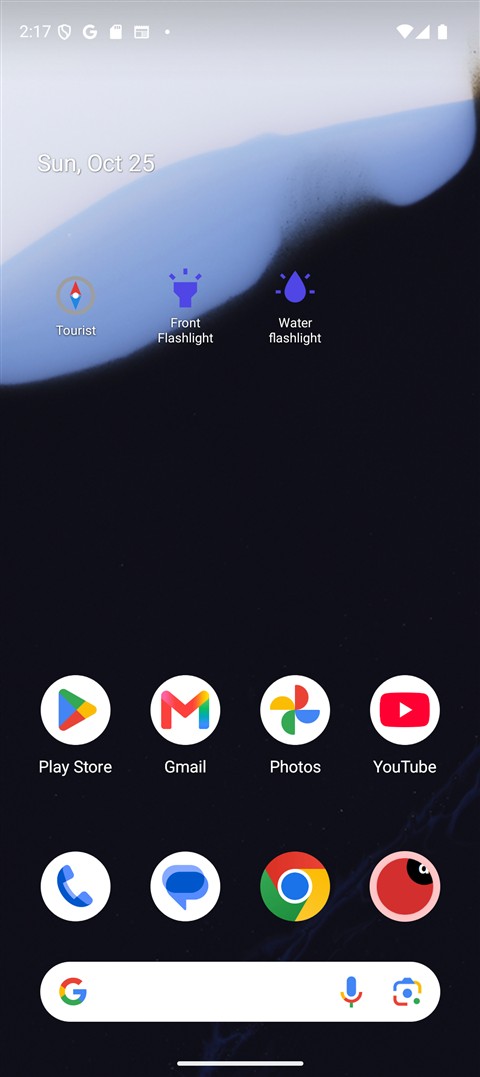 2:17
Sun, Oct 25
Tourist
Front
Flashlight
Water
flashlight
Play Store
Gmail
Photos
YouTube